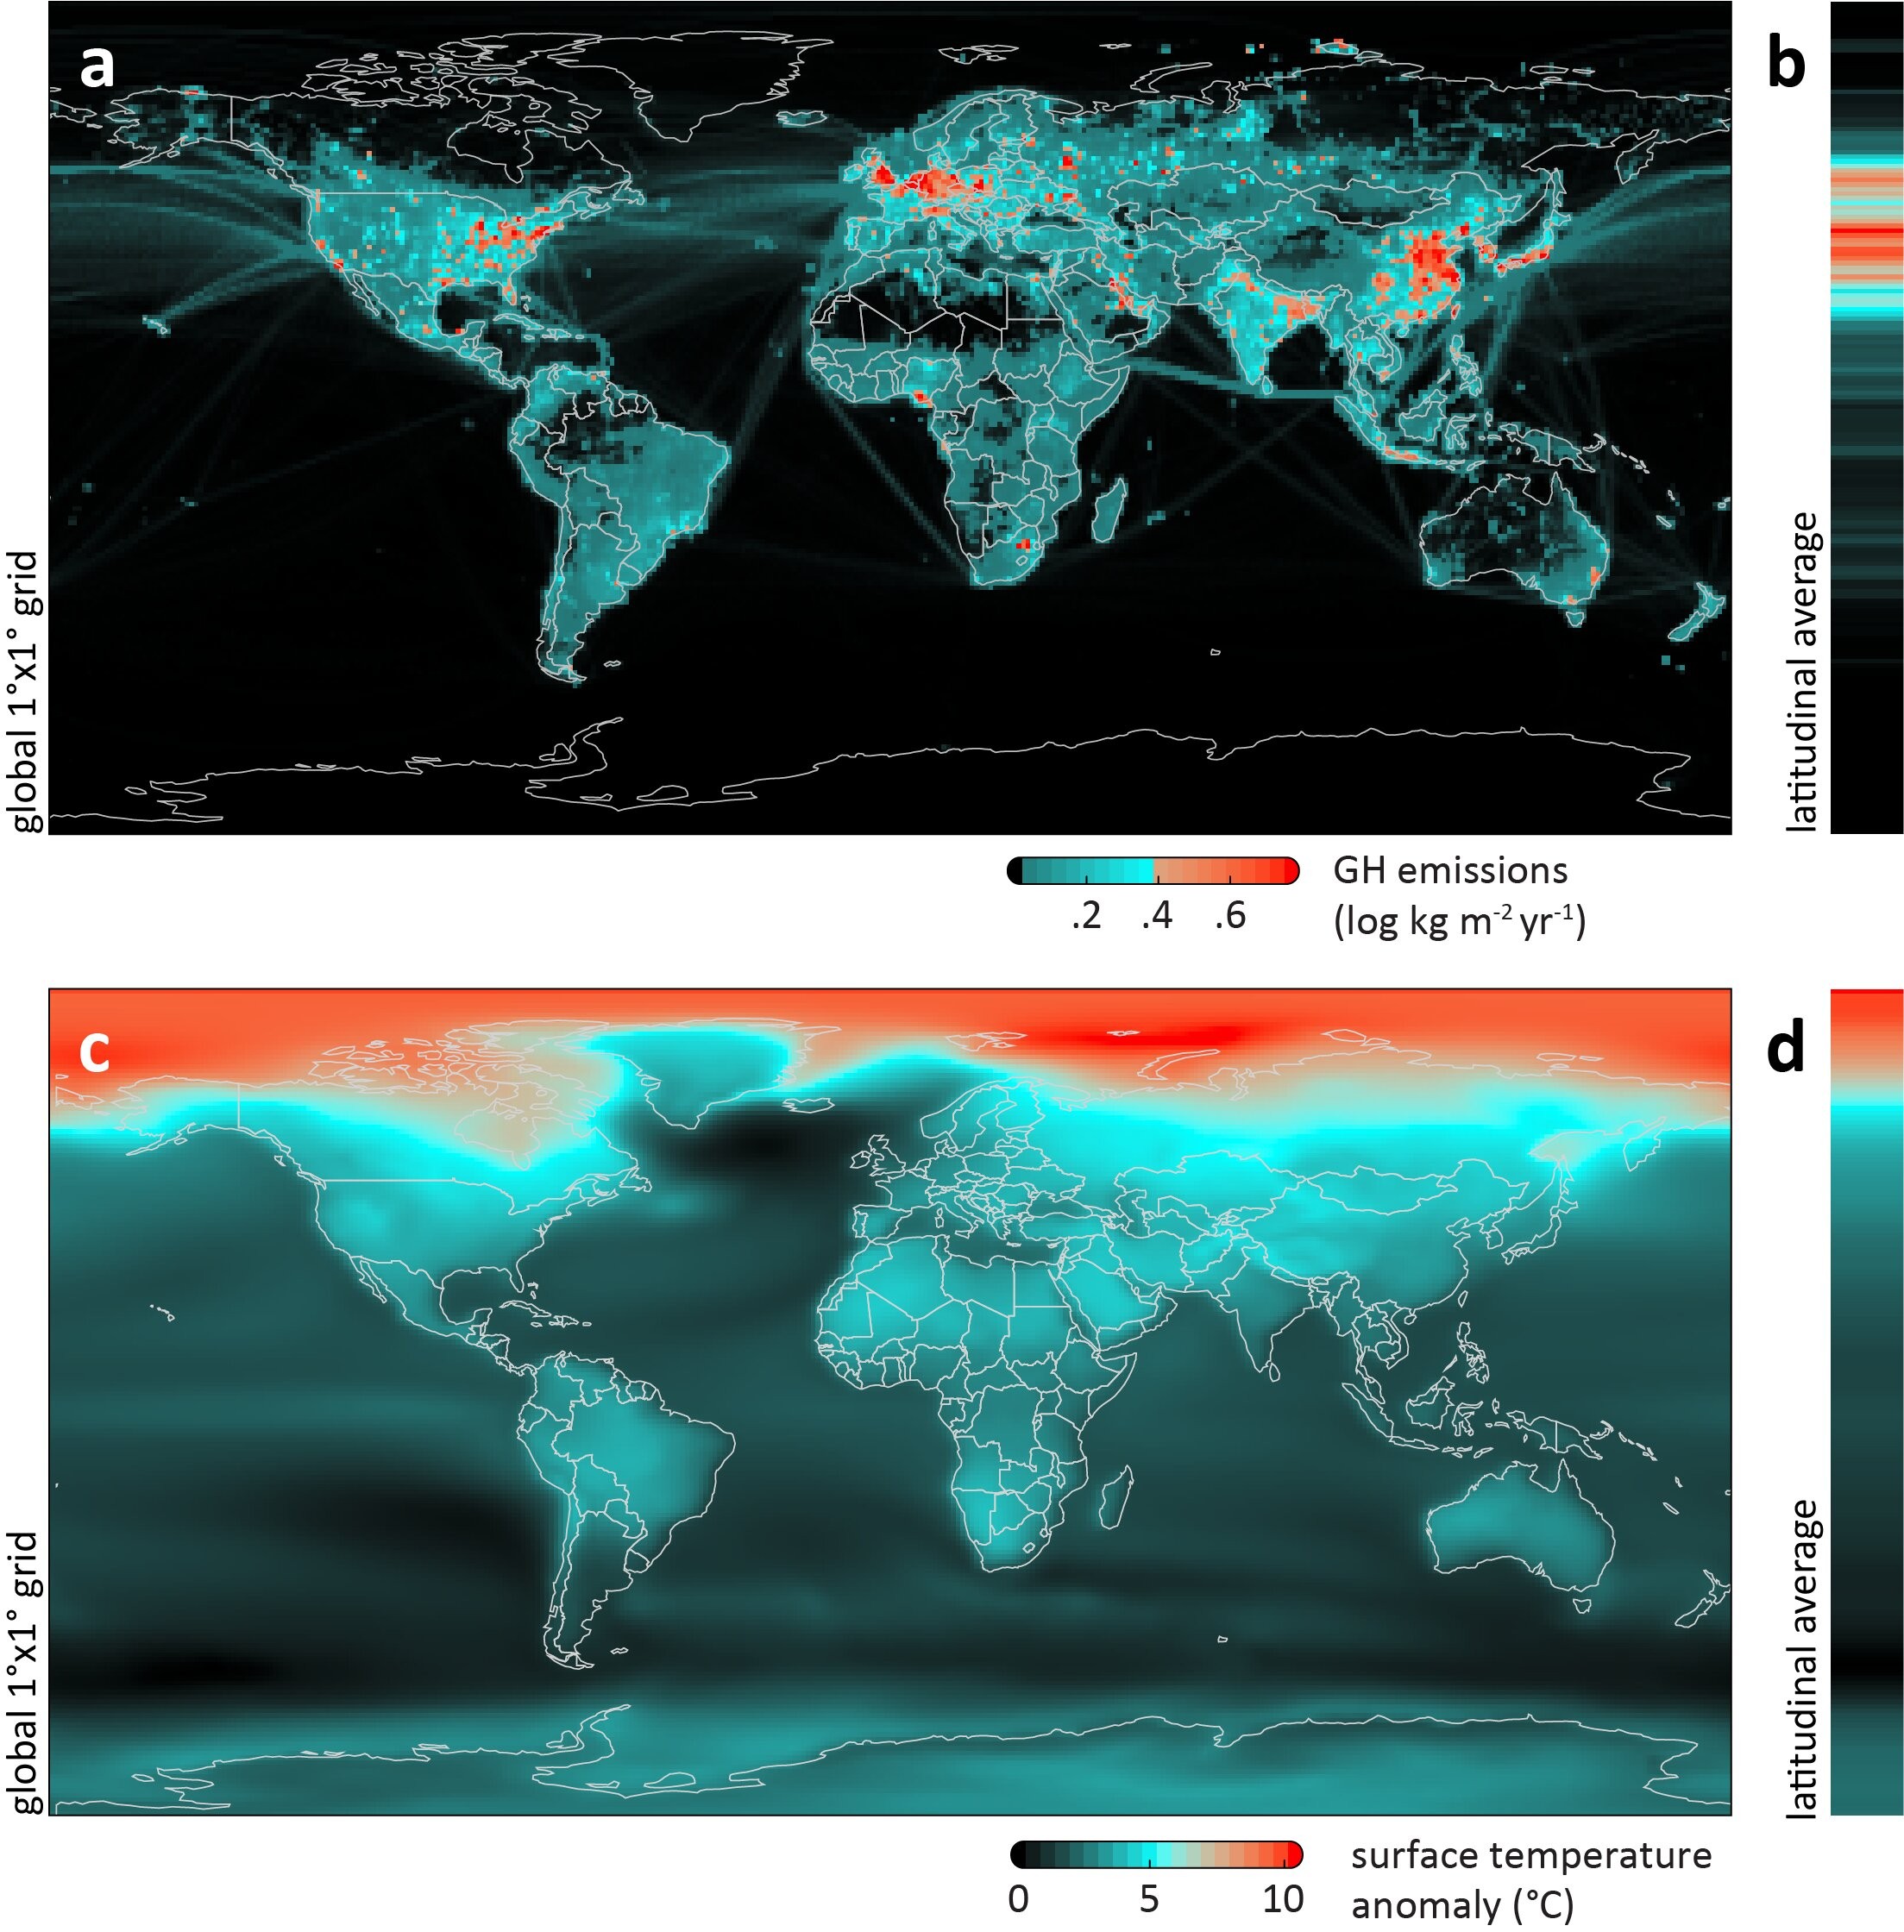 a
b
global 1°x1° grid
latitudinal average
.2 .4 .6
GH emissions
(log kg m-2 yr-1)
c
d
global 1°x1° grid
latitudinal average
0 5 10
surface temperature
anomaly (°C)